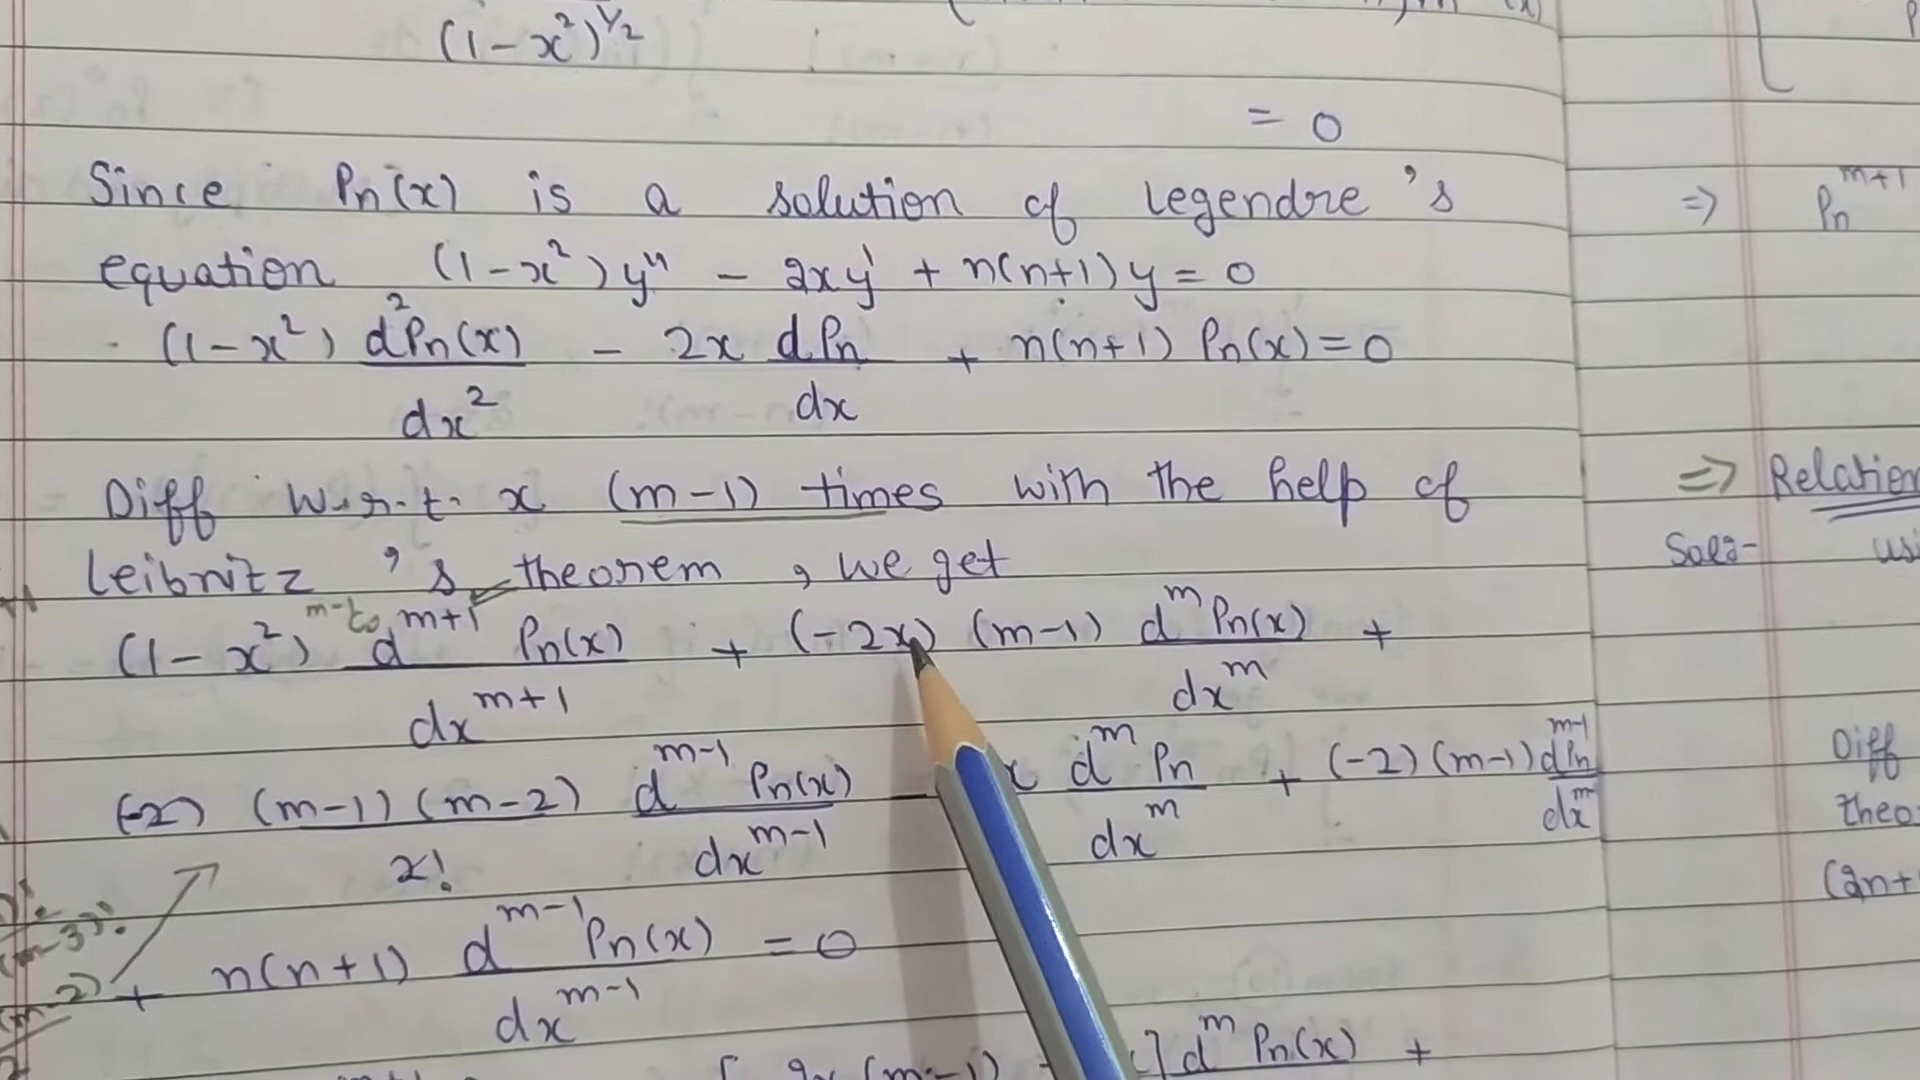 (1-x²)^1/2
= 0
Since Pn(x) is a solution of Legendre's
equation (1-x²)y'' - 2xy' + n(n+1)y = 0
(1-x²) d²Pn(x)/dx² - 2x dPn/dx + n(n+1) Pn(x) = 0
Diff w.r.t. x (m-1) times with the help of
Leibnitz's theorem, we get
(1-x²) d^m+1 Pn(x)/dx^m+1 + (-2x) (m-1) d^m Pn(x)/dx^m +
(-2) (m-1)(m-2)/2! d^m-1 Pn(x)/dx^m-1 x d^m Pn/dx^m + (-2)(m-1) d^m-1 Pn/dx^m
+ n(n+1) d^m-1 Pn(x)/dx^m-1 = 0
2x(m-1) ] d^m Pn(x) +
=> Pn^m+1
=> Relation
Diff
(2n+